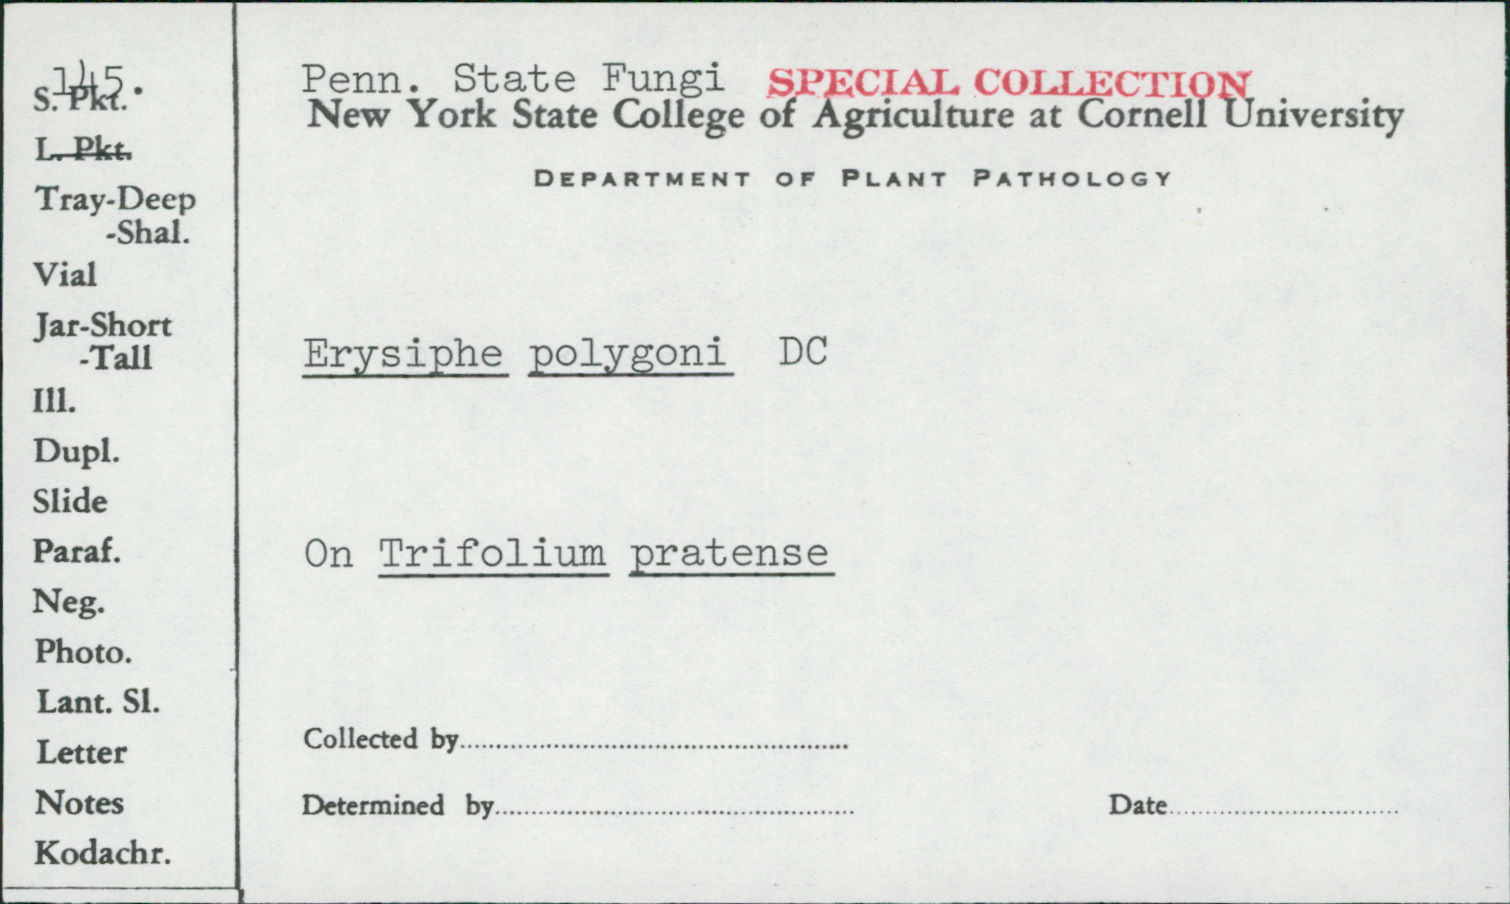 145.
S. Pkt.
L. Pkt.
Tray-Deep
-Shal.
Vial
Jar-Short
-Tall
Ill.
Dupl.
Slide
Paraf.
Neg.
Photo.
Lant. Sl.
Letter
Notes
Kodachr.
Penn. State Fungi SPECIAL COLLECTION
New York State College of Agriculture at Cornell University
DEPARTMENT OF PLANT PATHOLOGY
Erysiphe polygoni DC
On Trifolium pratense
Collected by
Determined by Date